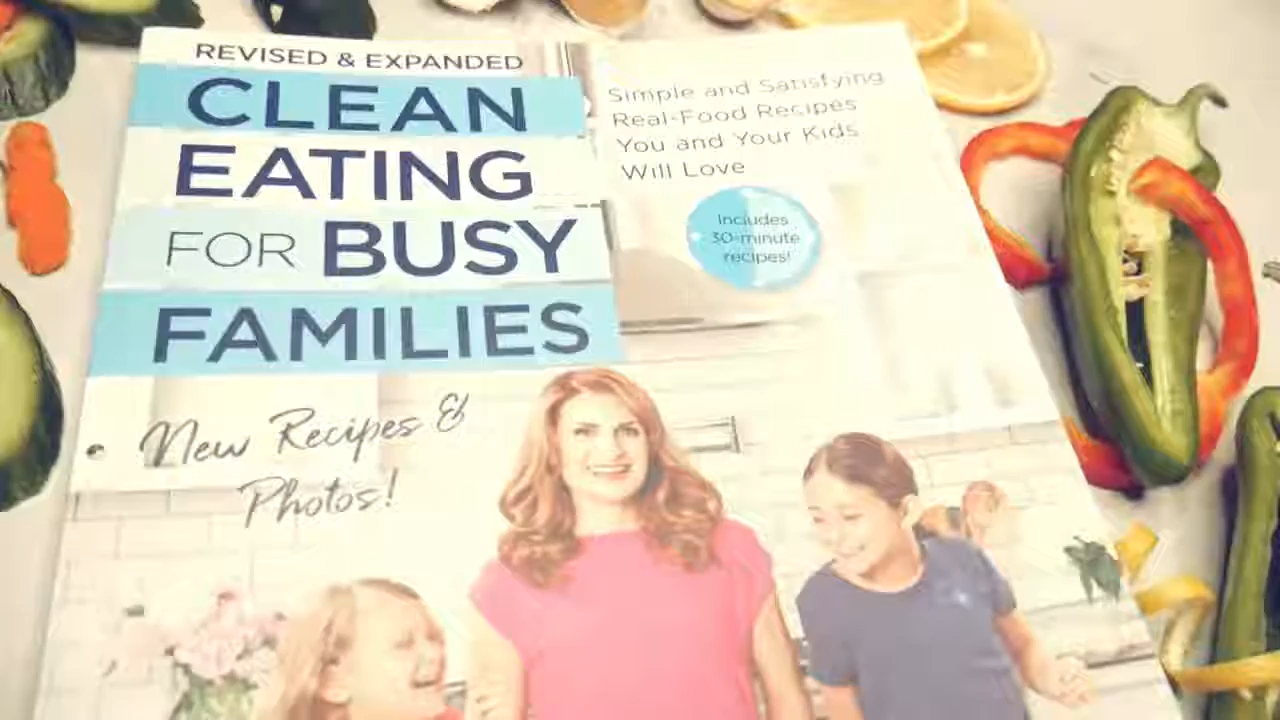 REVISED & EXPANDED
CLEAN
EATING
FOR BUSY
FAMILIES
New Recipes &
Photos!
Simple and Satisfying
Real-Food Recipes
You and Your Kids
Will Love
Includes
30-minute
recipes!